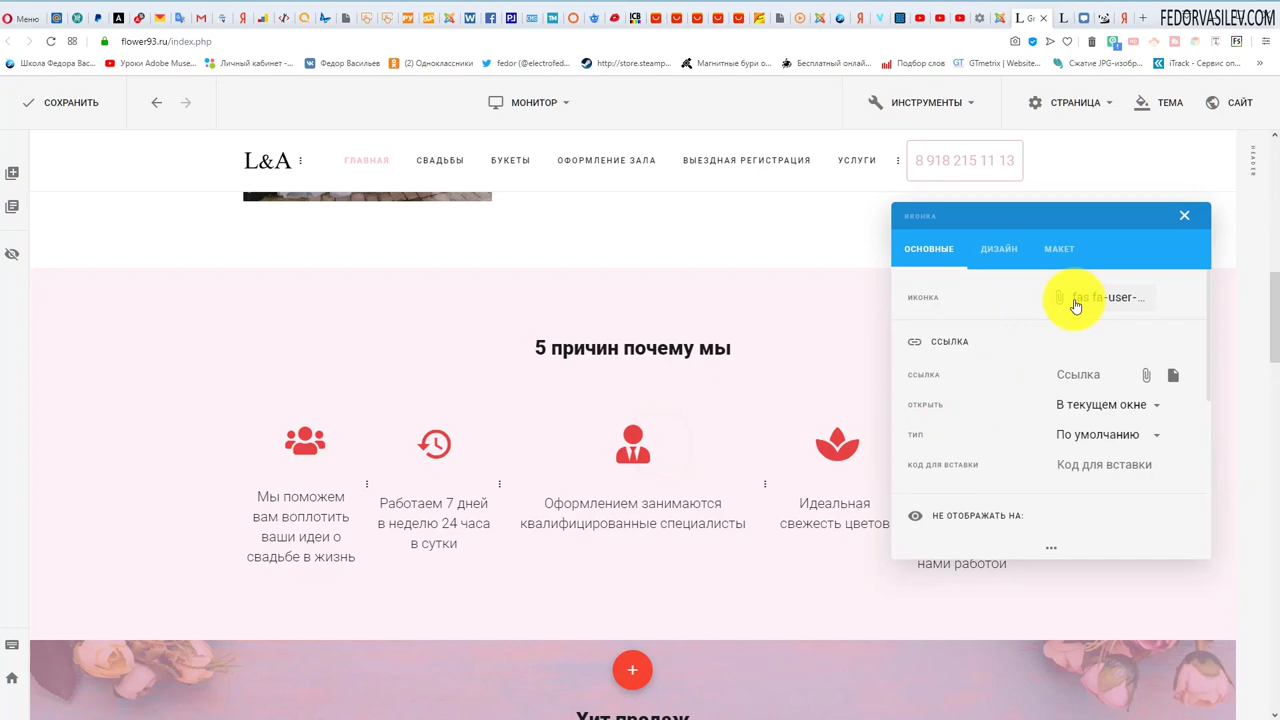 Меню
L Gr
FEDORVASILEV.COM
flower93.ru/index.php
Школа Федора Вас...
Уроки Adobe Muse...
Личный кабинет -...
Федор Васильев
(2) Одноклассники
fedor (@electrofed...
http://store.steamp...
Магнитные бури о...
Бесплатный онлай...
Подбор слов
GTmetrix | Website...
Сжатие JPG-изобр...
iTrack - Сервис оп...
СОХРАНИТЬ
МОНИТОР
ИНСТРУМЕНТЫ
СТРАНИЦА
ТЕМА
САЙТ
L&A
ГЛАВНАЯ
СВАДЬБЫ
БУКЕТЫ
ОФОРМЛЕНИЕ ЗАЛА
ВЫЕЗДНАЯ РЕГИСТРАЦИЯ
УСЛУГИ
8 918 215 11 13
HEADER
ИКОНКА
ОСНОВНЫЕ
ДИЗАЙН
МАКЕТ
ИКОНКА
fas fa-user-...
ССЫЛКА
ССЫЛКА
Ссылка
ОТКРЫТЬ
В текущем окне
ТИП
По умолчанию
КОД ДЛЯ ВСТАВКИ
Код для вставки
НЕ ОТОБРАЖАТЬ НА:
5 причин почему мы
Мы поможем
вам воплотить
ваши идеи о
свадьбе в жизнь
Работаем 7 дней
в неделю 24 часа
в сутки
Оформлением занимаются
квалифицированные специалисты
Идеальная
свежесть цветов
нами работой
Хит продаж